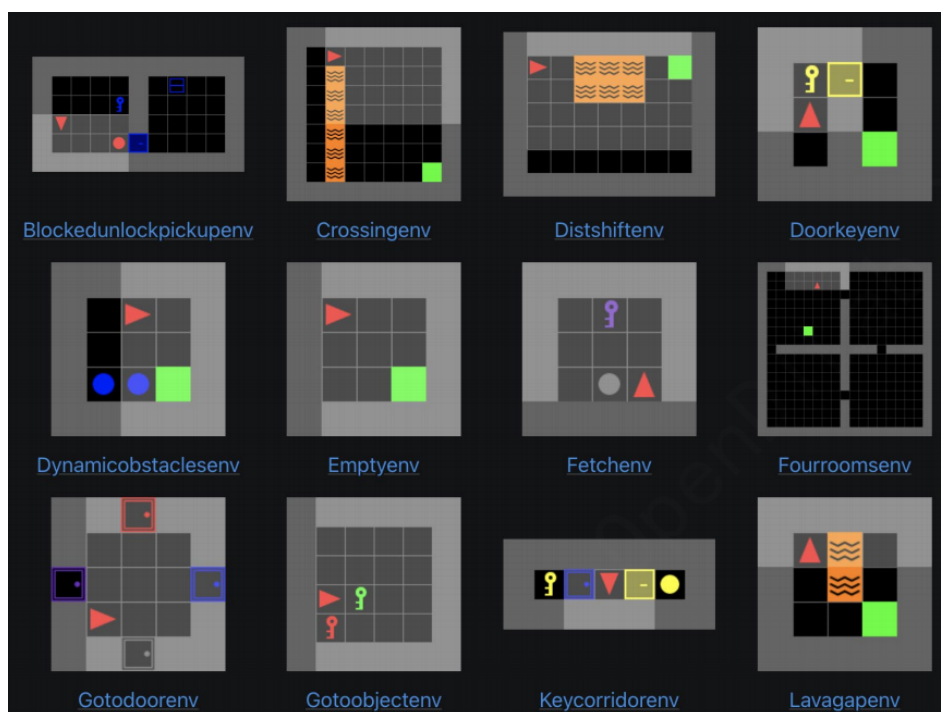 Blockedunlockpickupenv
Crossingenv
Distshiftenv
Doorkeyenv
Dynamicobstaclesenv
Emptyenv
Fetchenv
Fourroomsenv
Gotodoorenv
Gotoobjectenv
Keycorridorenv
Lavagapenv